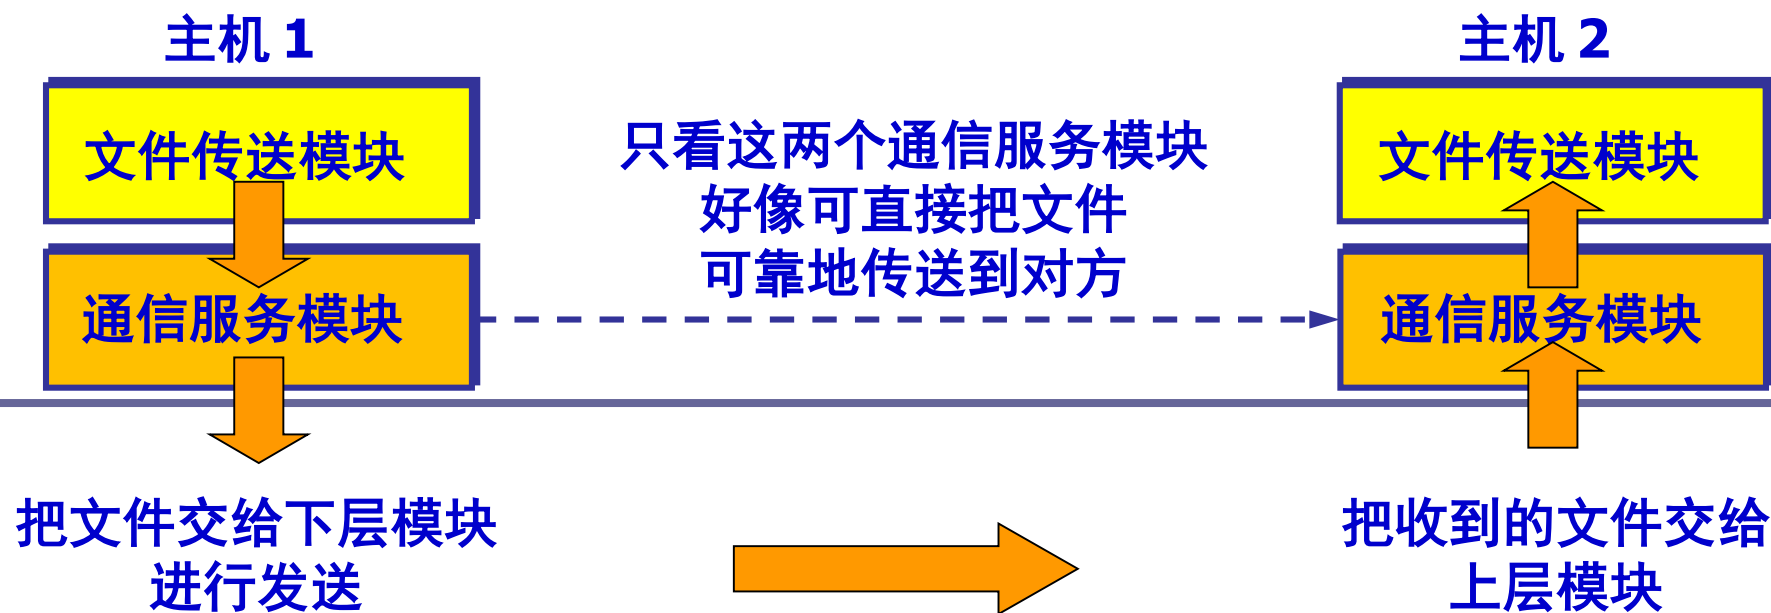 主机 1
主机 2
文件传送模块
只看这两个通信服务模块
好像可直接把文件
可靠地传送到对方
文件传送模块
通信服务模块
通信服务模块
把文件交给下层模块
进行发送
把收到的文件交给
上层模块